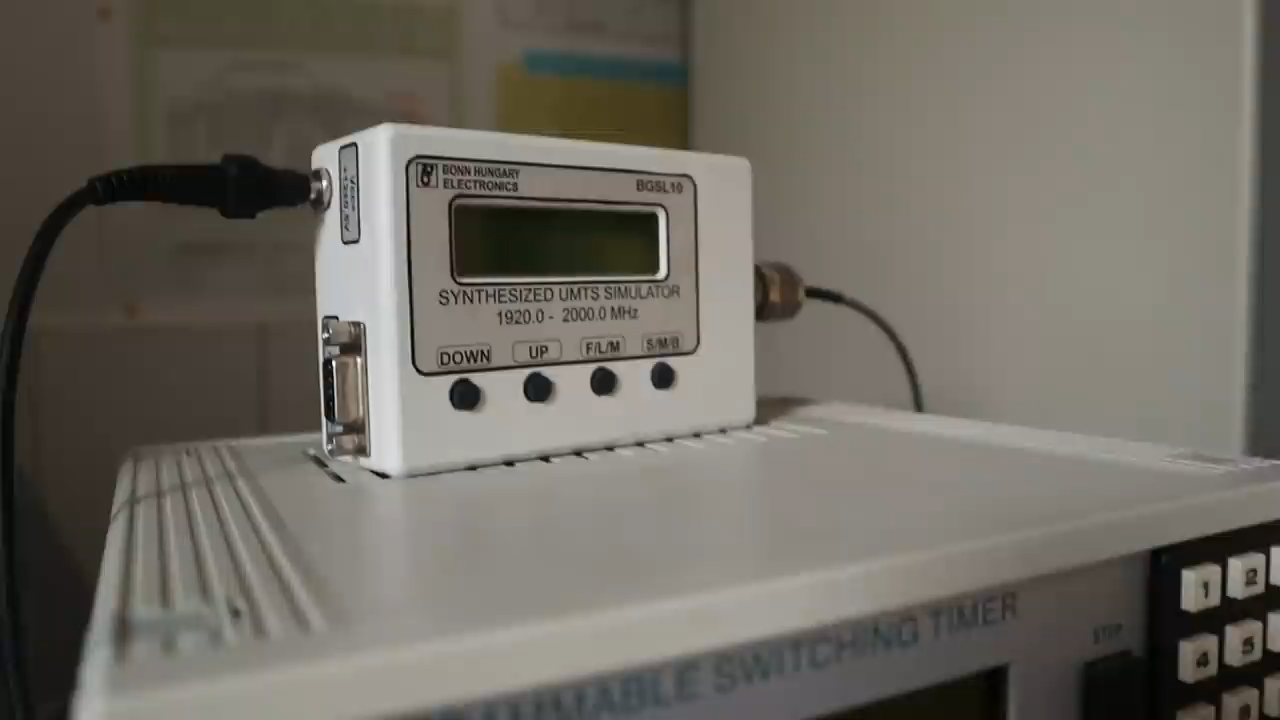 BONN HUNGARY
ELECTRONICS
BGSL10
SYNTHESIZED UMTS SIMULATOR
1920.0 - 2000.0 MHz
DOWN
UP
F/L/M
S/M/B
SWITCHING TIMER
STOP
1
2
4
5